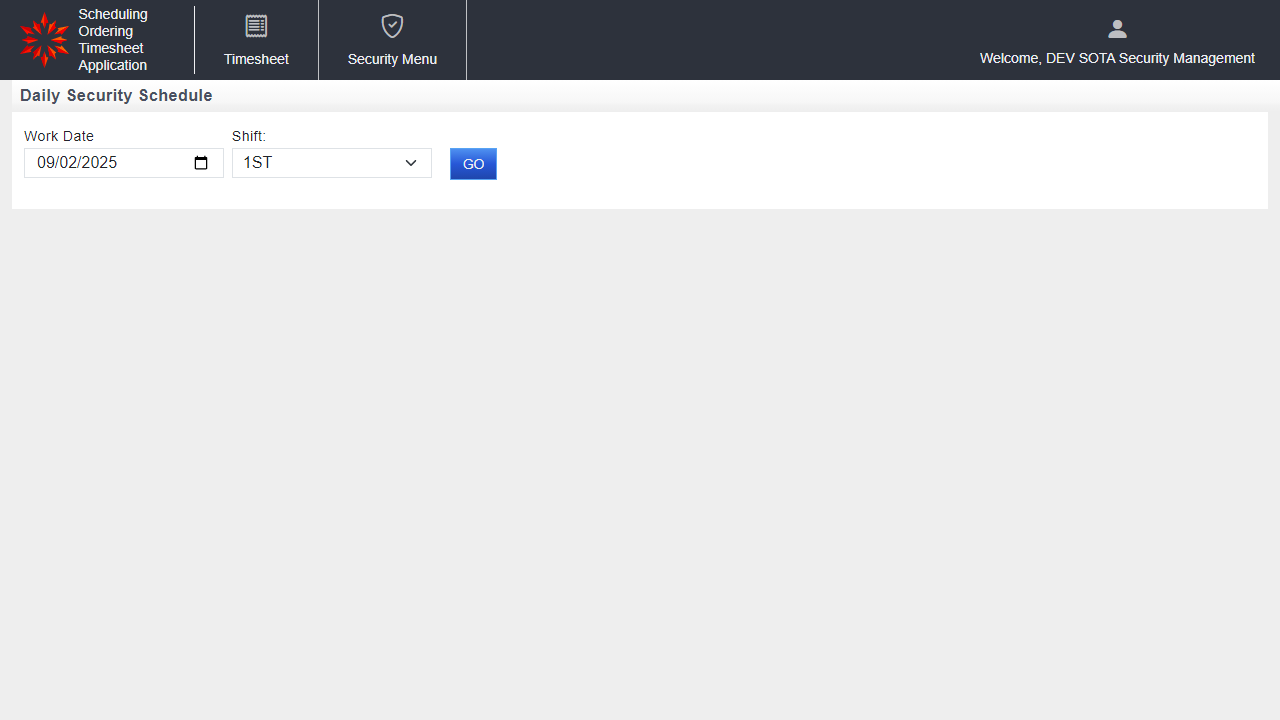 Scheduling
Ordering
Timesheet
Application
Timesheet
Security Menu
Welcome, DEV SOTA Security Management
Daily Security Schedule
Work Date
Shift:
09/02/2025
1ST
GO